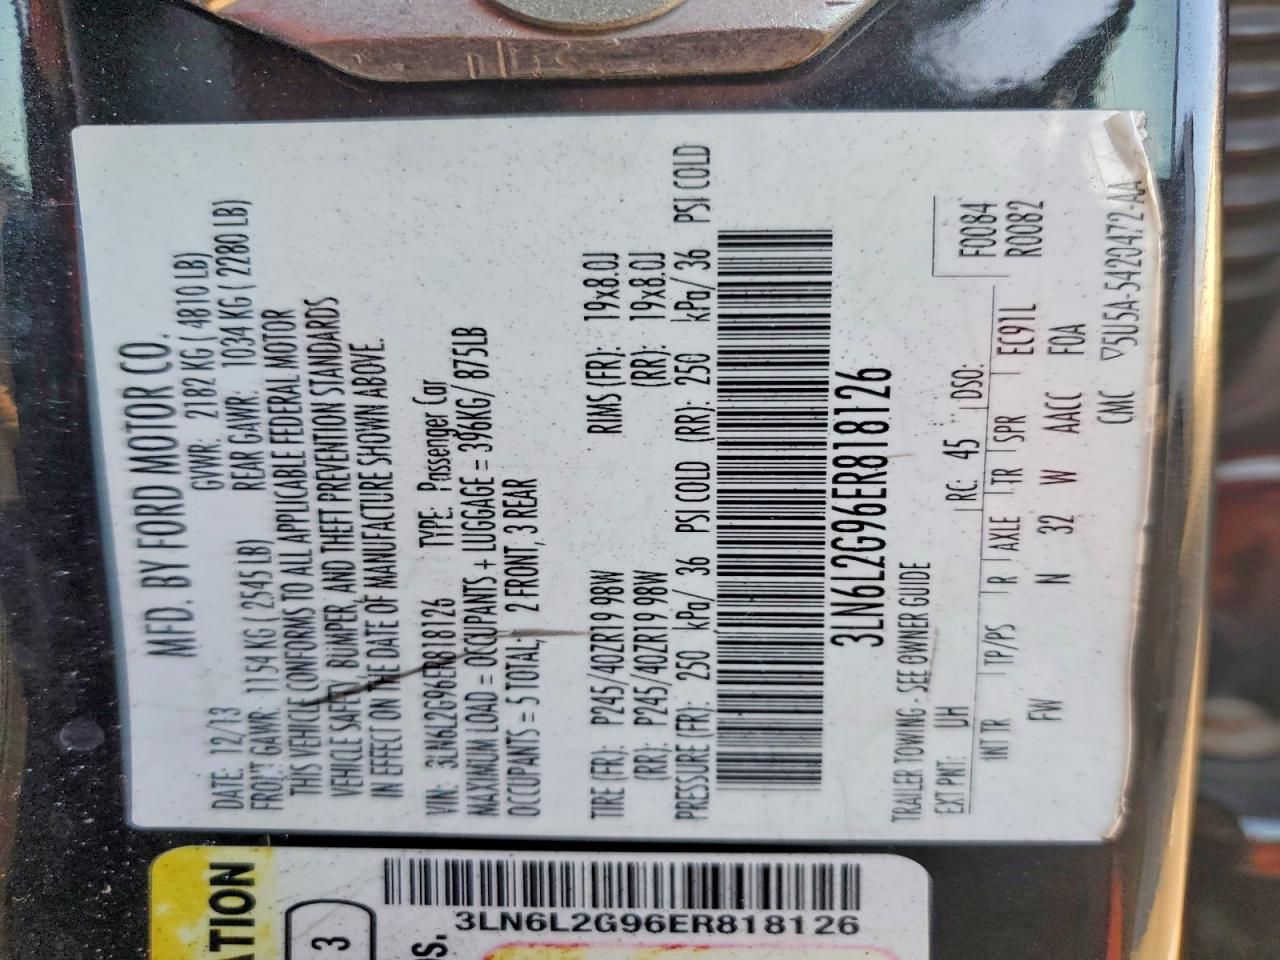 MFD. BY FORD MOTOR CO.
DATE: 12/13 GVWR: 2182 KG ( 4810 LB)
FRONT GAWR: 1154 KG ( 2545 LB) REAR GAWR: 1034 KG ( 2280 LB)
THIS VEHICLE CONFORMS TO ALL APPLICABLE FEDERAL MOTOR
VEHICLE SAFETY BUMPER, AND THEFT PREVENTION STANDARDS
IN EFFECT ON THE DATE OF MANUFACTURE SHOWN ABOVE.
VIN: 3LN6L2G96ER818126 TYPE: Passenger Car
MAXIMUM LOAD = OCCUPANTS + LUGGAGE = 396KG/ 875LB
OCCUPANTS = 5 TOTAL, 2 FRONT, 3 REAR
TIRE (FR): P245/40ZR19 98W RIMS (FR): 19x8.0J
(RR): P245/40ZR19 98W (RR): 19x8.0J
PRESSURE (FR): 250 kPa/ 36 PSI COLD (RR): 250 kPa/ 36 PSI COLD
3LN6L2G96ER818126
TRAILER TOWING - SEE OWNER GUIDE
EXT PNT: UH RC: 45 DSO: F0084
INT TR TP/PS R AXLE TR SPR EC91L R0082
FW N 32 W AACC FOA
CMC ▽5U5A-5420472-AA
ATION
3
DS.
3LN6L2G96ER818126